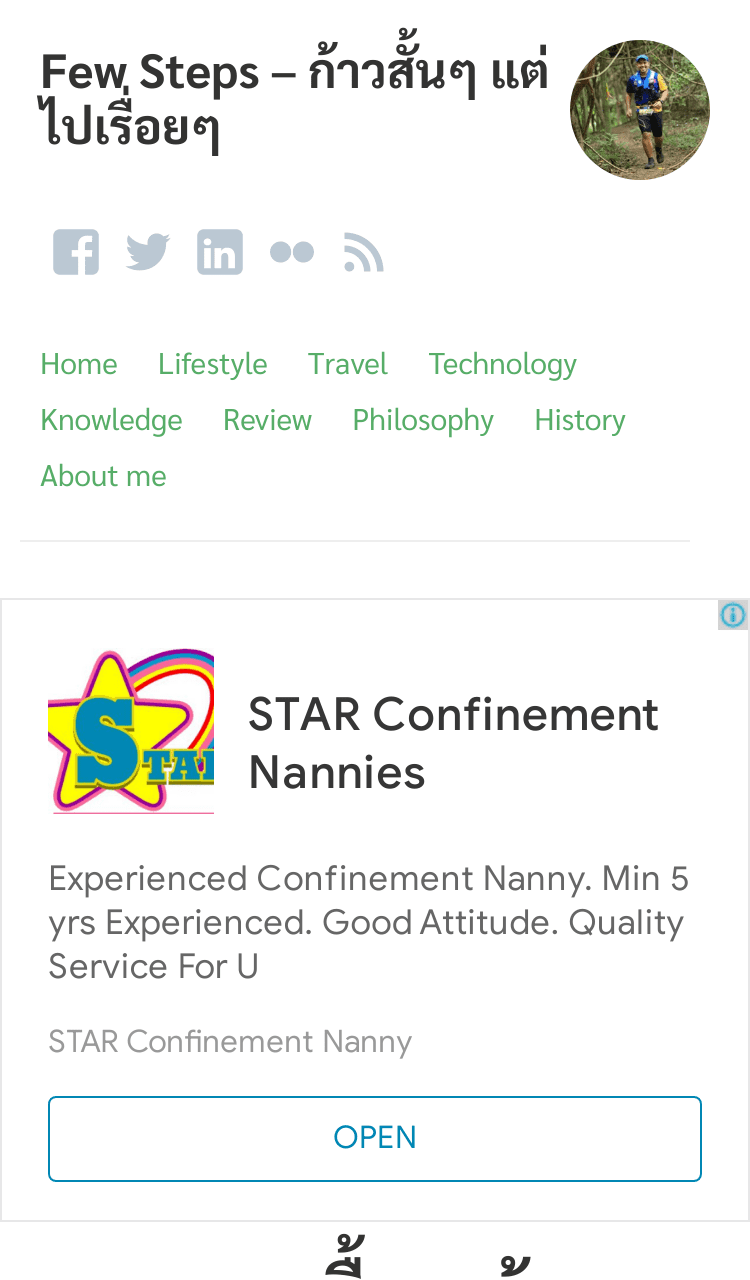 Few Steps – ก้าวสั้นๆ แต่
ไปเรื่อยๆ
Home Lifestyle Travel Technology
Knowledge Review Philosophy History
About me
STAR Confinement
Nannies
Experienced Confinement Nanny. Min 5
yrs Experienced. Good Attitude. Quality
Service For U
STAR Confinement Nanny
OPEN